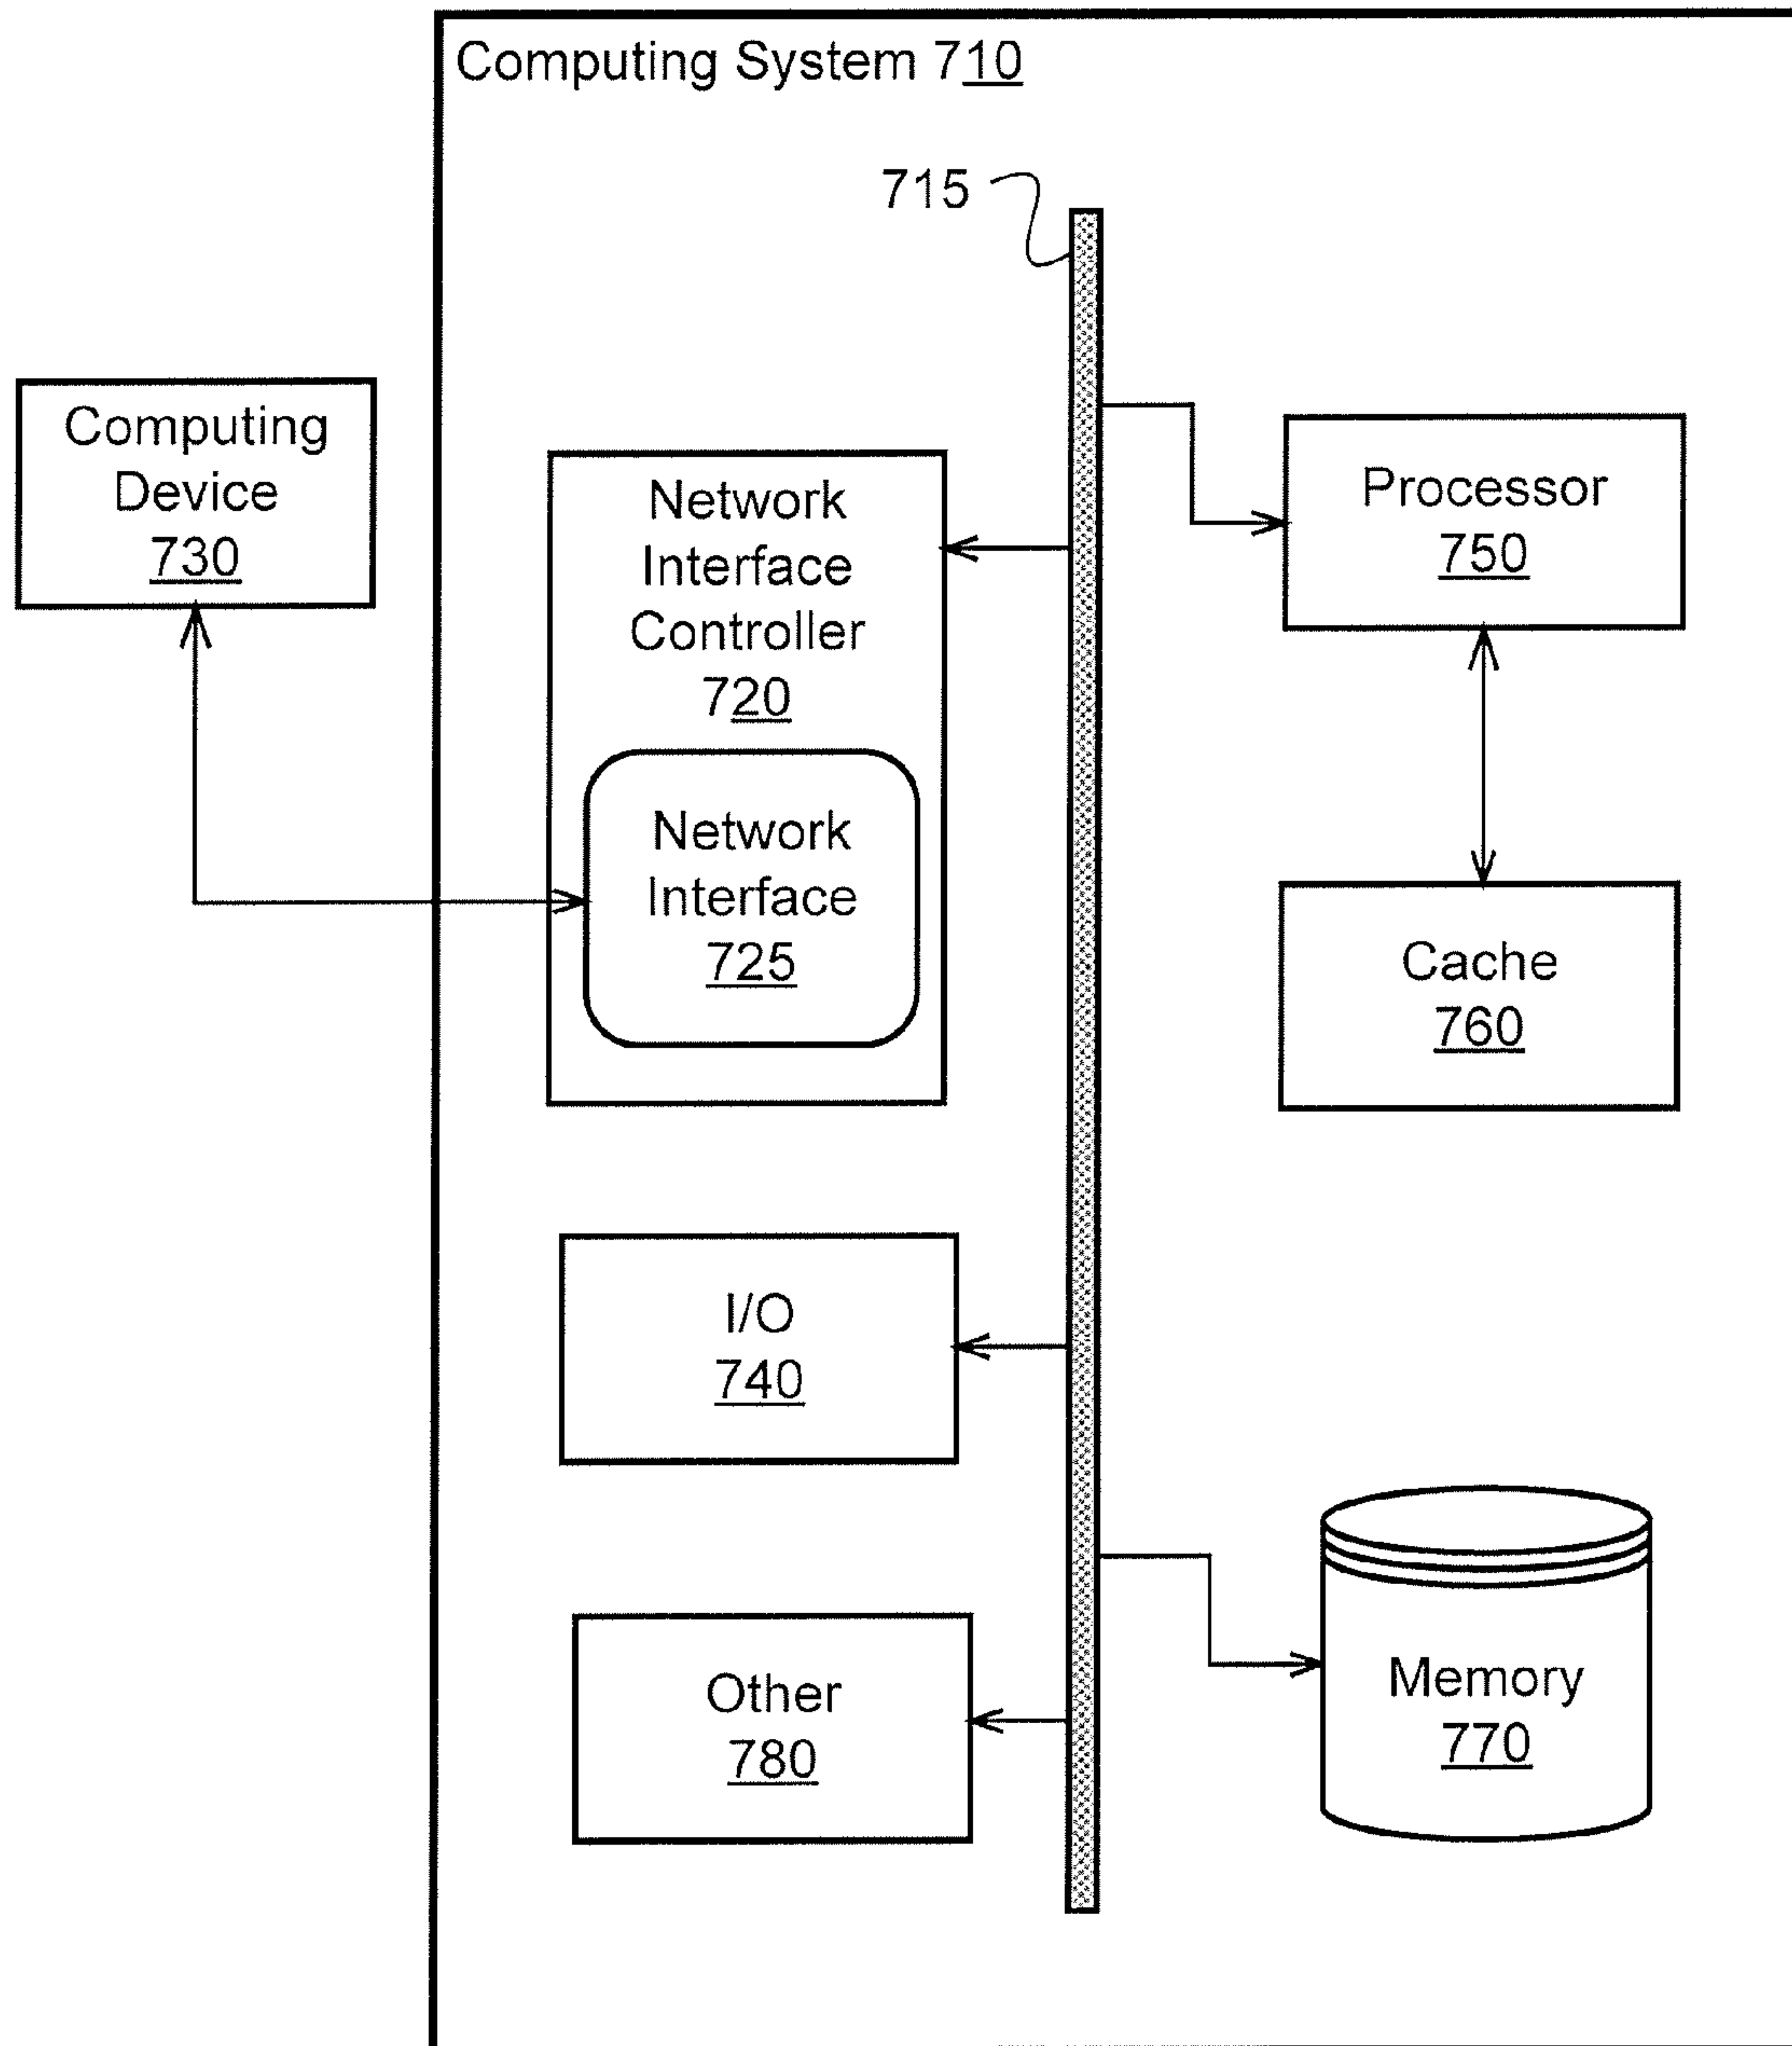 Computing System 710
715
Computing
Device
730
Network
Interface
Controller
720
Network
Interface
725
Processor
750
Cache
760
I/O
740
Other
780
Memory
770